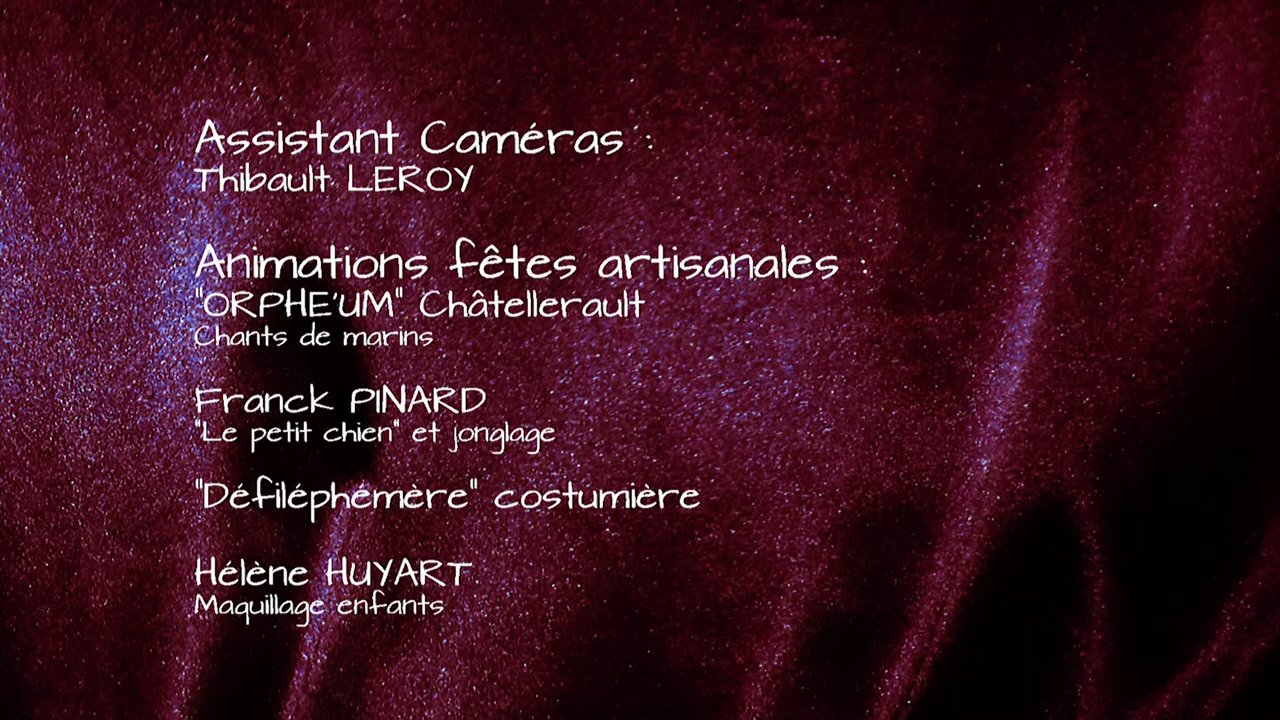 Assistant Caméras :
Thibault LEROY
Animations fêtes artisanales :
"ORPHE'UM" Châtellerault
Chants de marins
Franck PINARD
"Le petit chien" et jonglage
"Défiléphémère" costumière
Hélène HUYART
Maquillage enfants